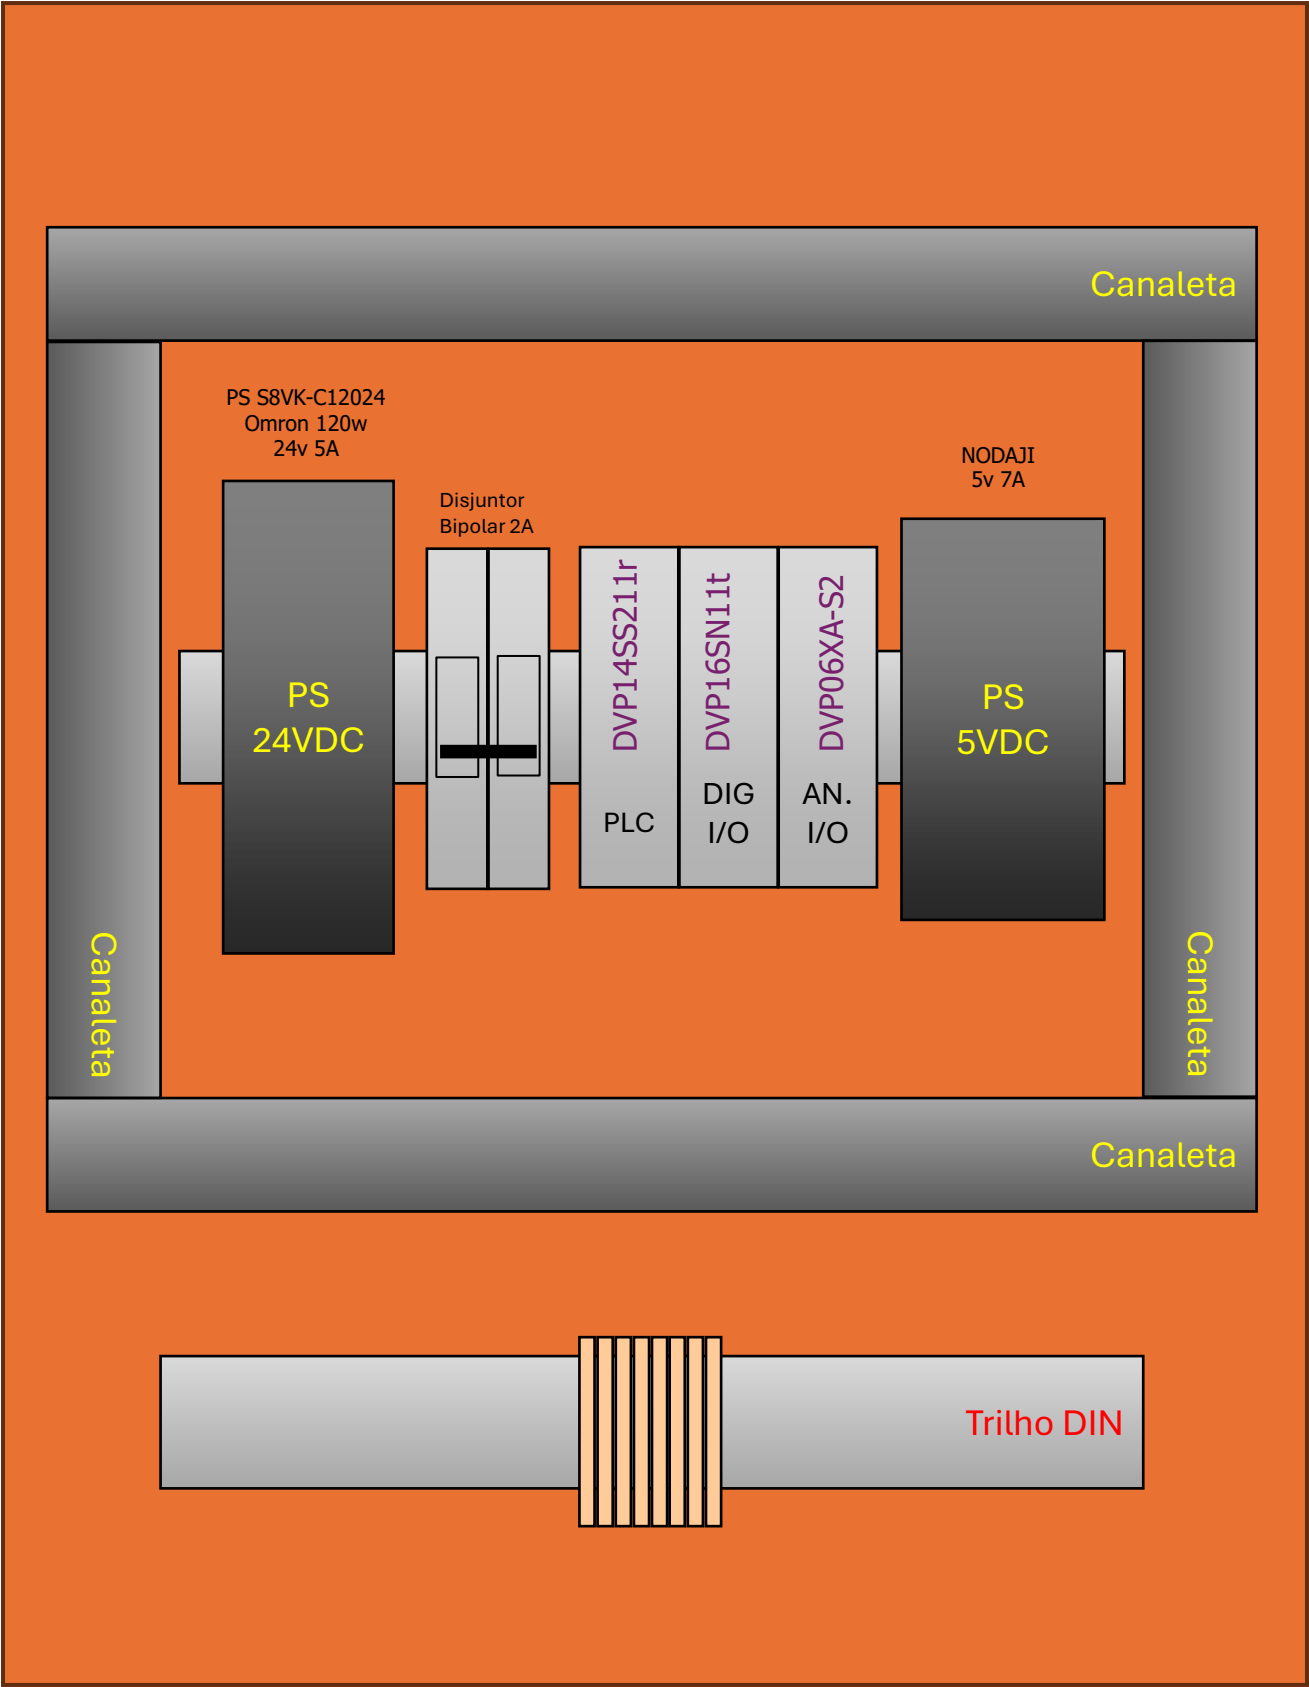 Canaleta
PS S8VK-C12024
Omron 120w
24v 5A
NODAJI
5v 7A
Disjuntor
Bipolar 2A
PS
24VDC
DVP14SS211r
PLC
DVP16SN11t
DIG
I/O
DVP06XA-S2
AN.
I/O
PS
5VDC
Canaleta
Canaleta
Canaleta
Trilho DIN